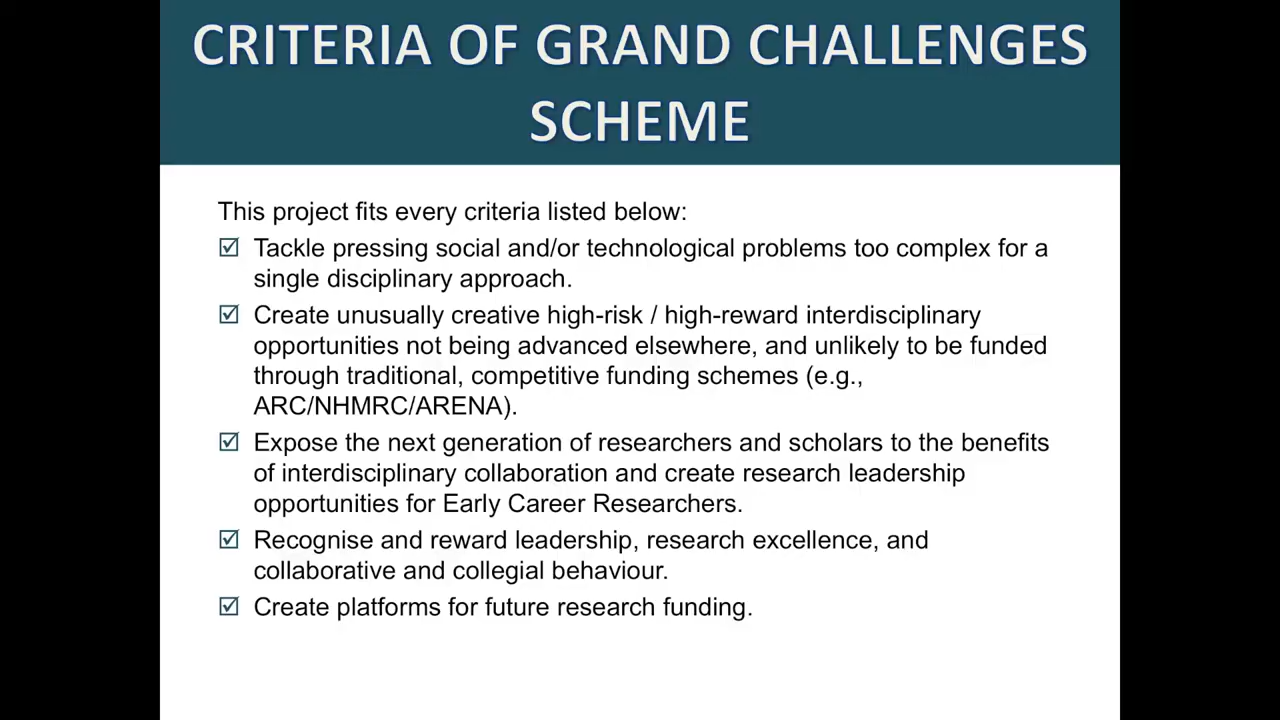 CRITERIA OF GRAND CHALLENGES
SCHEME
This project fits every criteria listed below:
Tackle pressing social and/or technological problems too complex for a
single disciplinary approach.
Create unusually creative high-risk / high-reward interdisciplinary
opportunities not being advanced elsewhere, and unlikely to be funded
through traditional, competitive funding schemes (e.g.,
ARC/NHMRC/ARENA).
Expose the next generation of researchers and scholars to the benefits
of interdisciplinary collaboration and create research leadership
opportunities for Early Career Researchers.
Recognise and reward leadership, research excellence, and
collaborative and collegial behaviour.
Create platforms for future research funding.